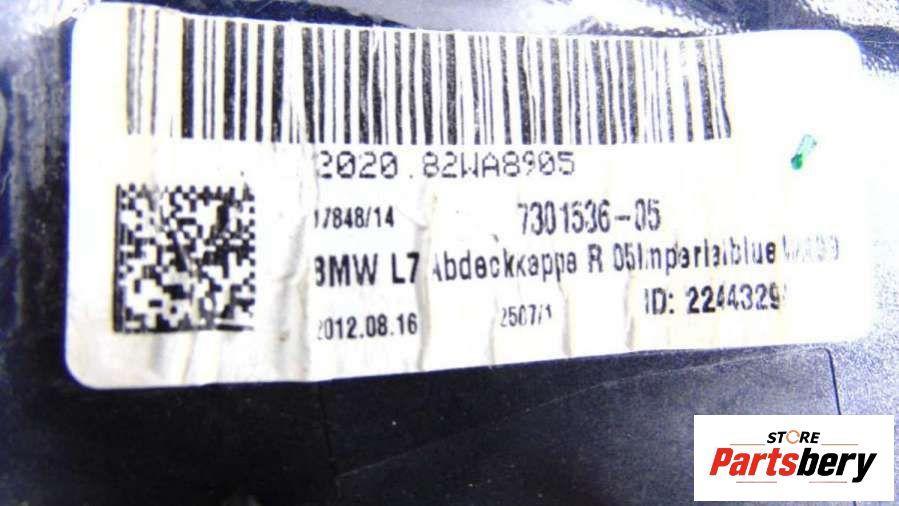 2020.82WA8905
17848/14 7301536-05
BMW L7 Abdeckkappe R 05Imperialblue
2012.08.16 2507/1 ID: 2244329
STORE
Partsbery